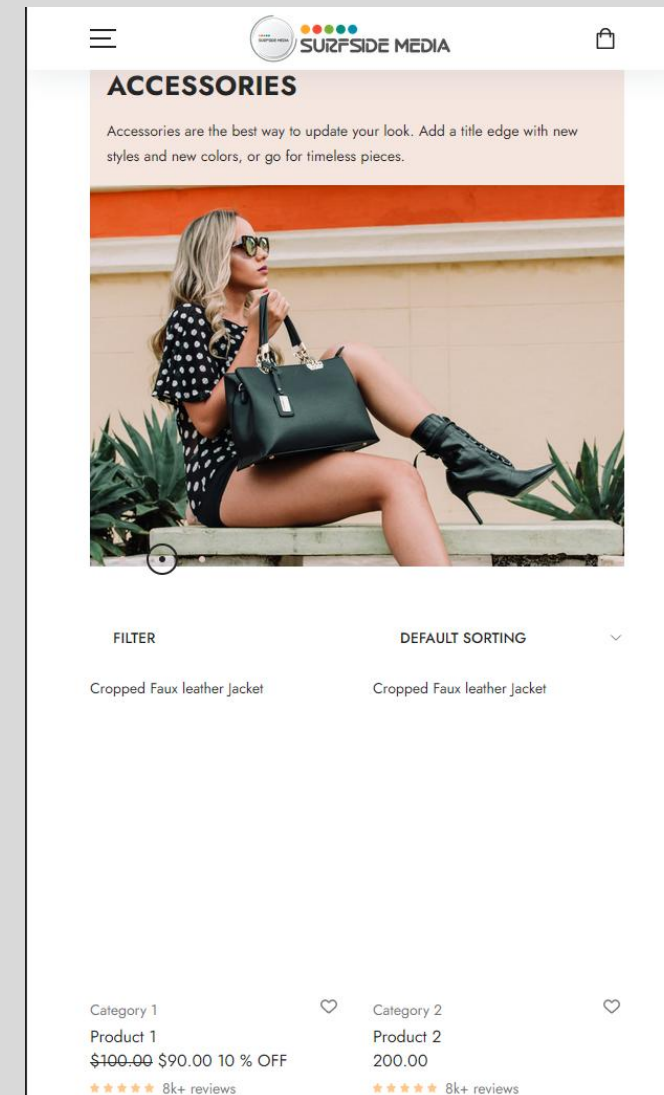 SURFSIDE MEDIA
ACCESSORIES
Accessories are the best way to update your look. Add a title edge with new
styles and new colors, or go for timeless pieces.
FILTER
DEFAULT SORTING
Cropped Faux leather Jacket
Cropped Faux leather Jacket
Category 1
Product 1
$100.00 $90.00 10 % OFF
8k+ reviews
Category 2
Product 2
200.00
8k+ reviews